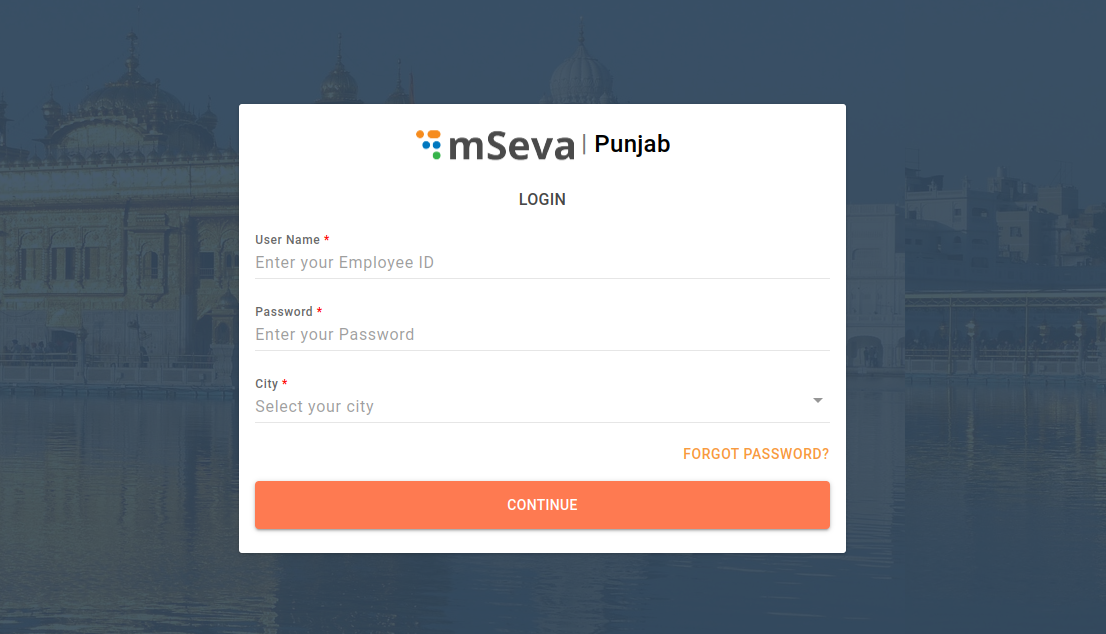 mSeva | Punjab
LOGIN
User Name *
Enter your Employee ID
Password *
Enter your Password
City *
Select your city
FORGOT PASSWORD?
CONTINUE